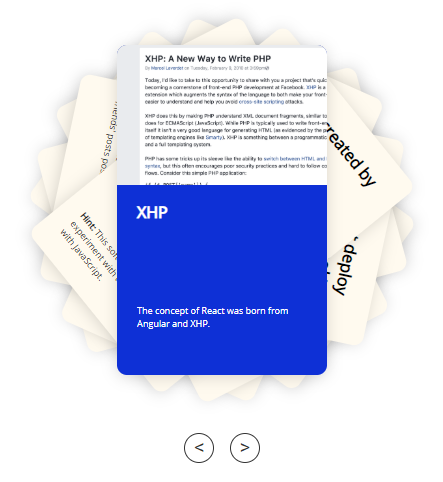 XHP: A New Way to Write PHP
By Marcel Laverdet on Tuesday, February 9, 2010 at 2:00pm
Today, I'd like to take this opportunity to share with you a project that's quic
becoming a cornerstone of front-end PHP development at Facebook. XHP is a
extension which augments the syntax of the language to both make your front-
easier to understand and help you avoid cross-site scripting attacks.
XHP does this by making PHP understand XML document fragments, similar to
does for ECMAScript (JavaScript). While PHP is typically used to write front-en
itself it isn't a very good language for generating HTML (as evidenced by the p
of templating engines like Smarty). XHP is something between a programmatic
and a full templating system.
PHP has some tricks up its sleeve like the ability to switch between HTML and
syntax, but this often encourages poor security practices and hard to follow co
flows. Consider this simple PHP application:
XHP
The concept of React was born from
Angular and XHP.
riends' posts po
Hint: This sof
experiment with
with JavaScript.
reated by
, deploy
< >